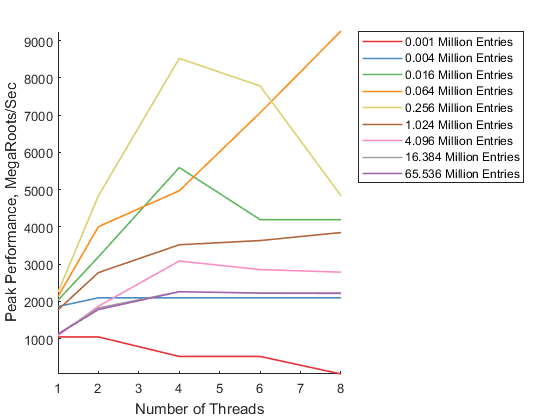 9000
8000
7000
6000
5000
4000
3000
2000
1000
Peak Performance, MegaRoots/Sec
1 2 3 4 5 6 7 8
Number of Threads
0.001 Million Entries
0.004 Million Entries
0.016 Million Entries
0.064 Million Entries
0.256 Million Entries
1.024 Million Entries
4.096 Million Entries
16.384 Million Entries
65.536 Million Entries